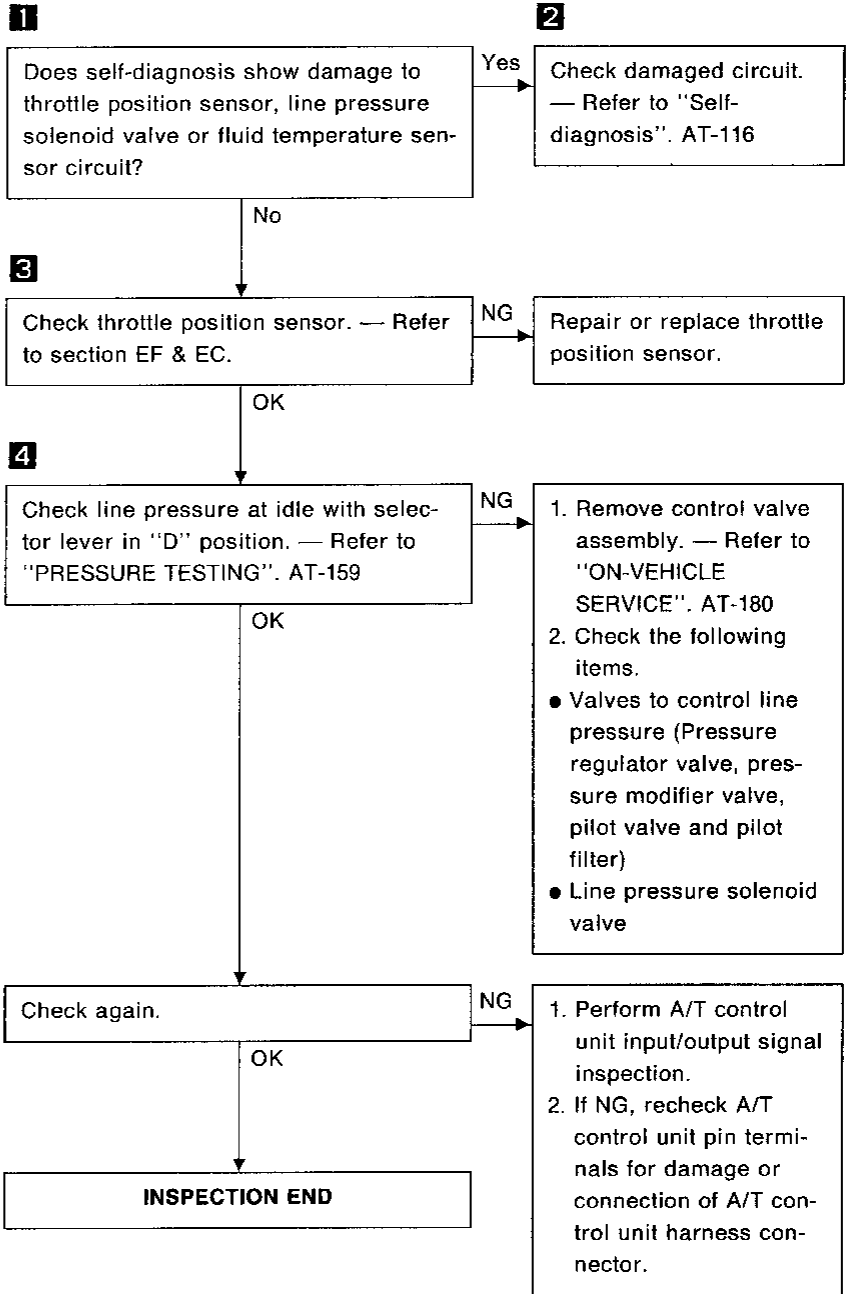 1
2
Does self-diagnosis show damage to
throttle position sensor, line pressure
solenoid valve or fluid temperature sen-
sor circuit?
Yes
Check damaged circuit.
— Refer to "Self-
diagnosis". AT-116
No
3
Check throttle position sensor. — Refer
to section EF & EC.
NG
Repair or replace throttle
position sensor.
OK
4
Check line pressure at idle with selec-
tor lever in "D" position. — Refer to
"PRESSURE TESTING". AT-159
NG
1. Remove control valve
assembly. — Refer to
"ON-VEHICLE
SERVICE". AT-180
2. Check the following
items.
● Valves to control line
pressure (Pressure
regulator valve, pres-
sure modifier valve,
pilot valve and pilot
filter)
● Line pressure solenoid
valve
OK
Check again.
NG
1. Perform A/T control
unit input/output signal
inspection.
2. If NG, recheck A/T
control unit pin termi-
nals for damage or
connection of A/T con-
trol unit harness con-
nector.
OK
INSPECTION END